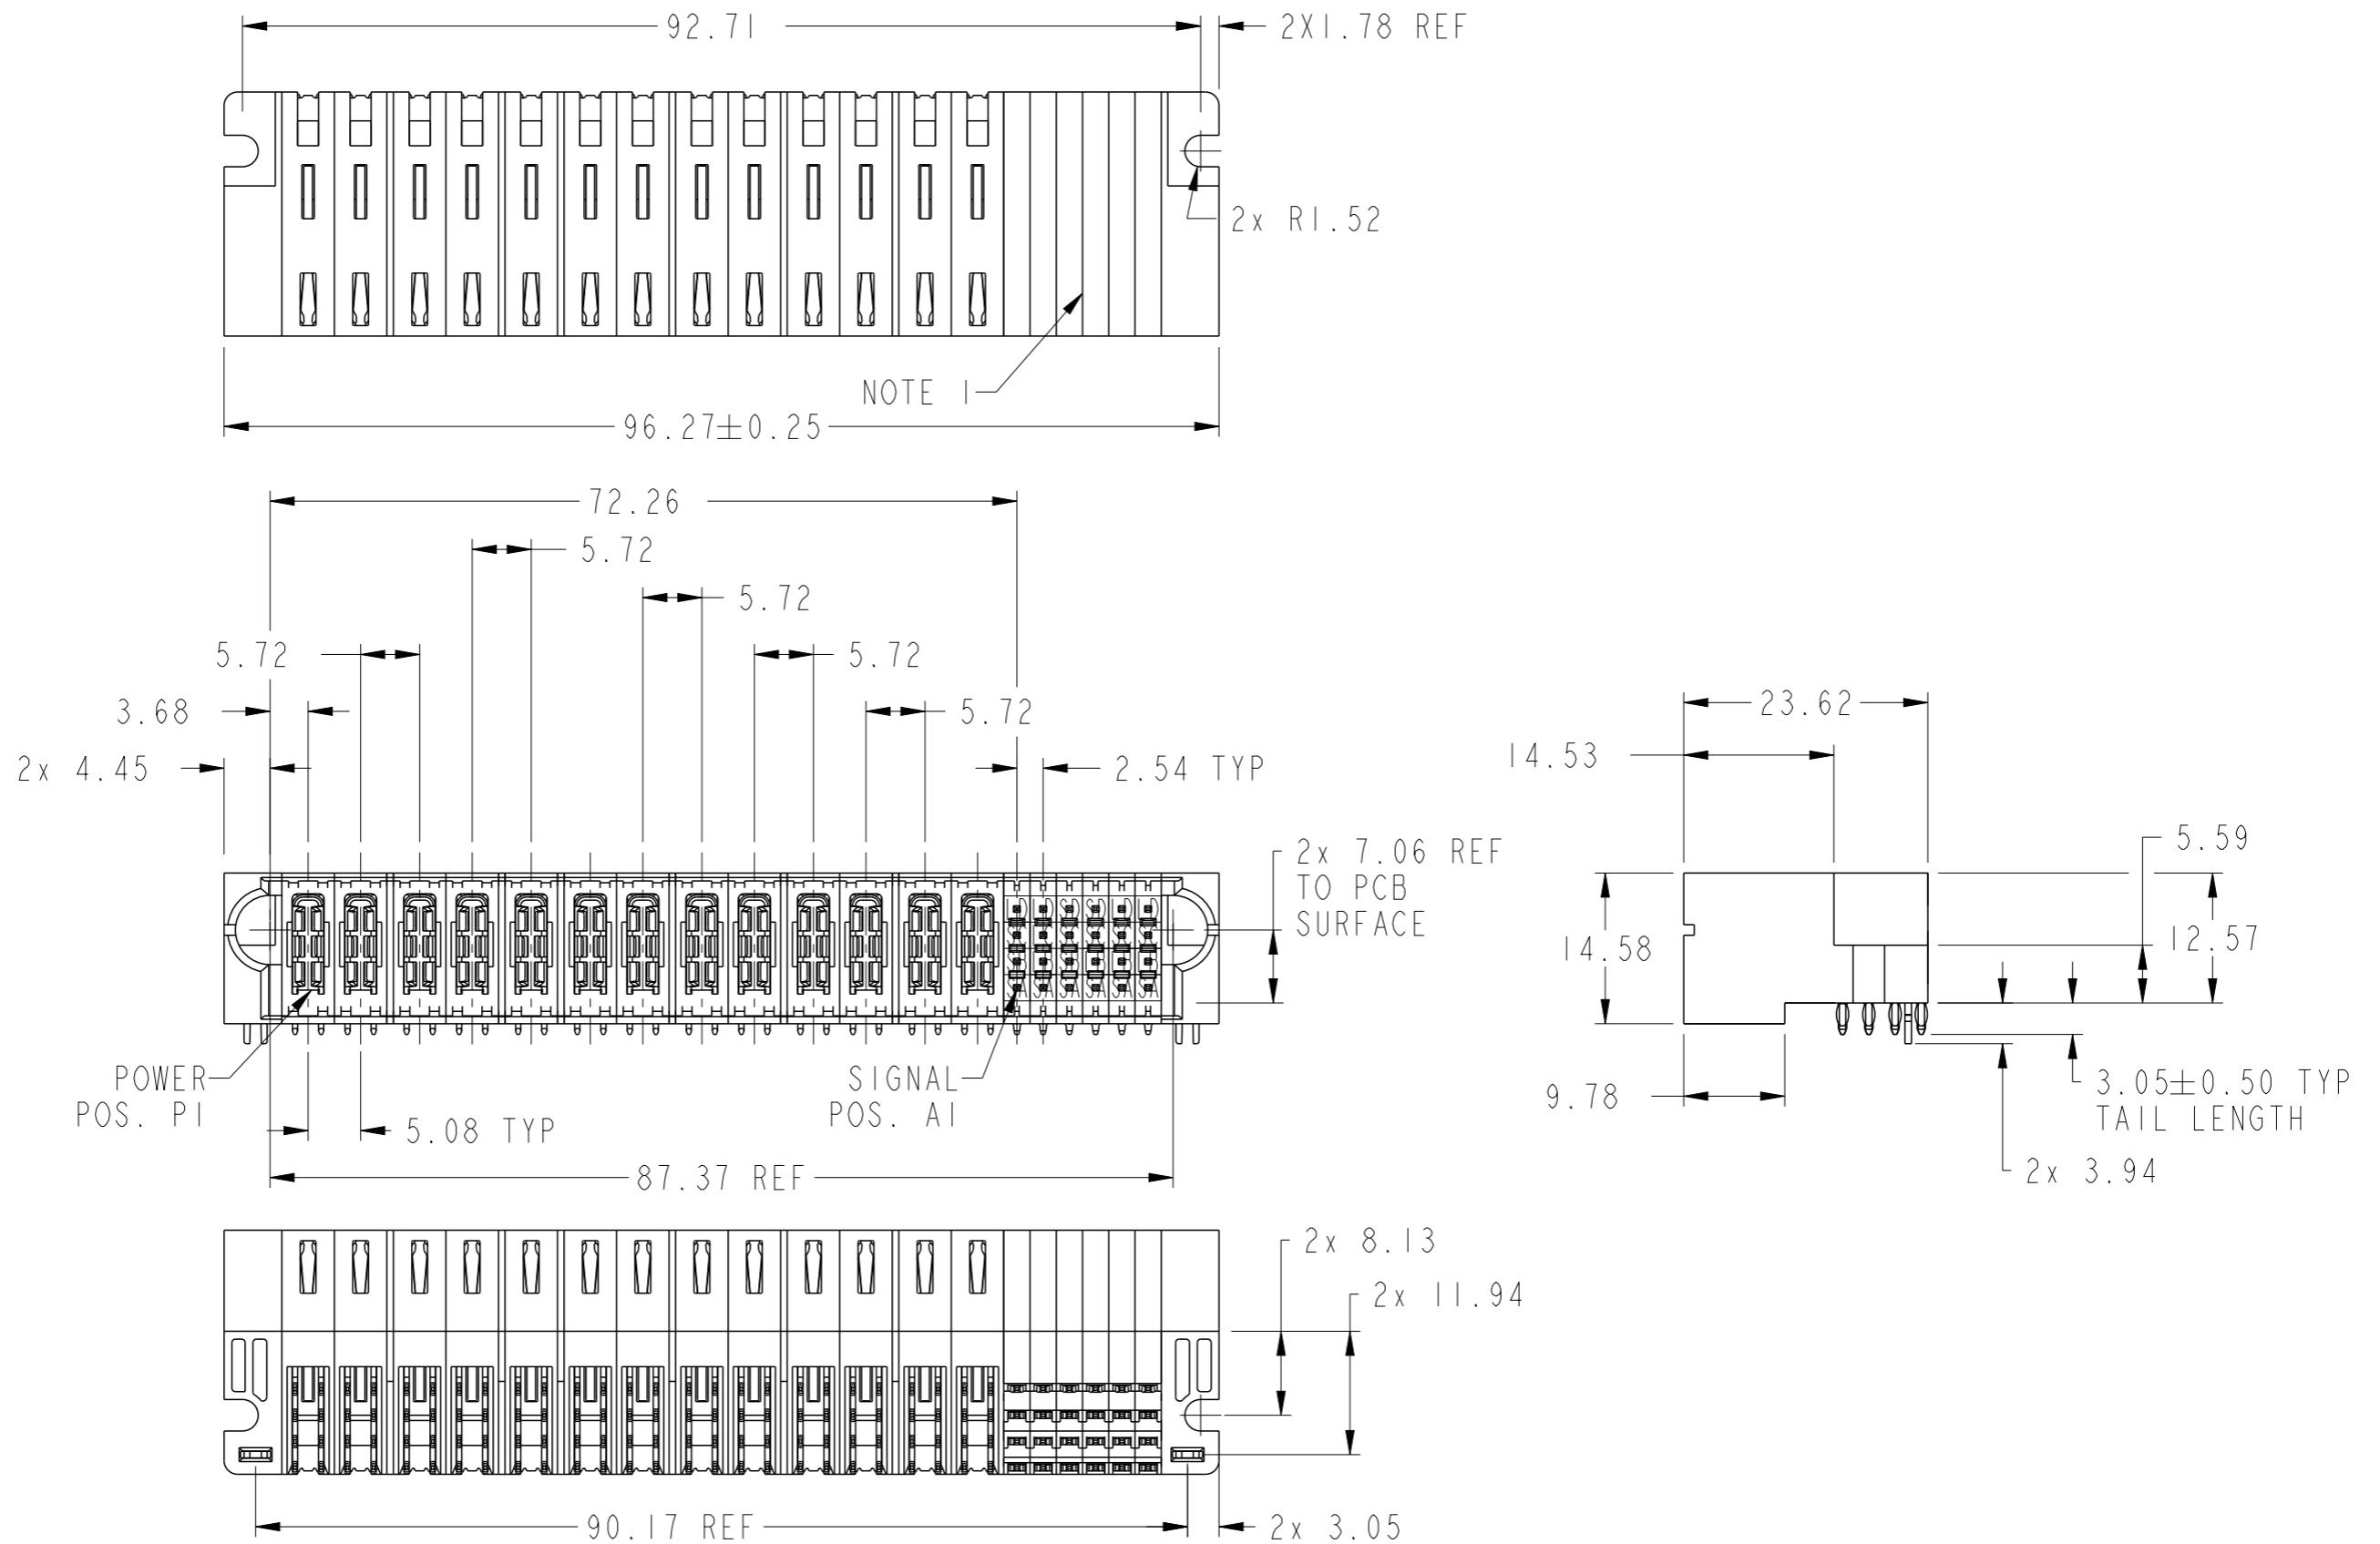 92.71
2X1.78 REF
2x R1.52
NOTE 1
96.27±0.25
72.26
5.72
5.72
5.72
5.72
3.68
5.72
2x 4.45
2.54 TYP
2x 7.06 REF
TO PCB
SURFACE
POWER
POS. P1
SIGNAL
POS. A1
5.08 TYP
87.37 REF
23.62
14.53
5.59
14.58
12.57
9.78
3.05±0.50 TYP
TAIL LENGTH
2x 3.94
2x 8.13
2x 11.94
90.17 REF
2x 3.05